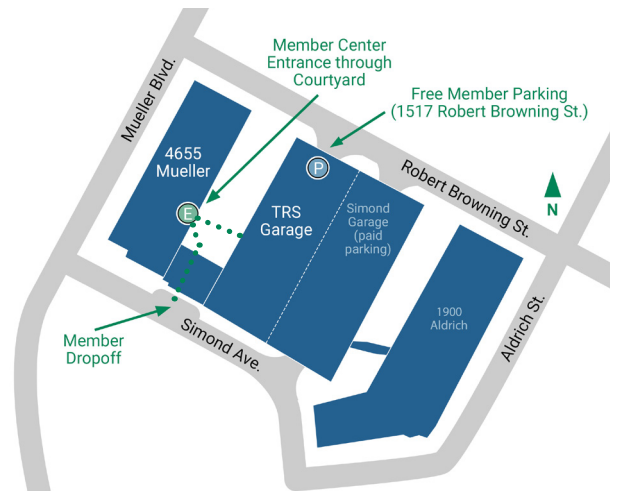 Member Center
Entrance through
Courtyard
Free Member Parking
(1517 Robert Browning St.)
Mueller Blvd.
4655
Mueller
P
Robert Browning St.
N
E
TRS
Garage
Simond
Garage
(paid
parking)
1900
Aldrich
Aldrich St.
Member
Dropoff
Simond Ave.